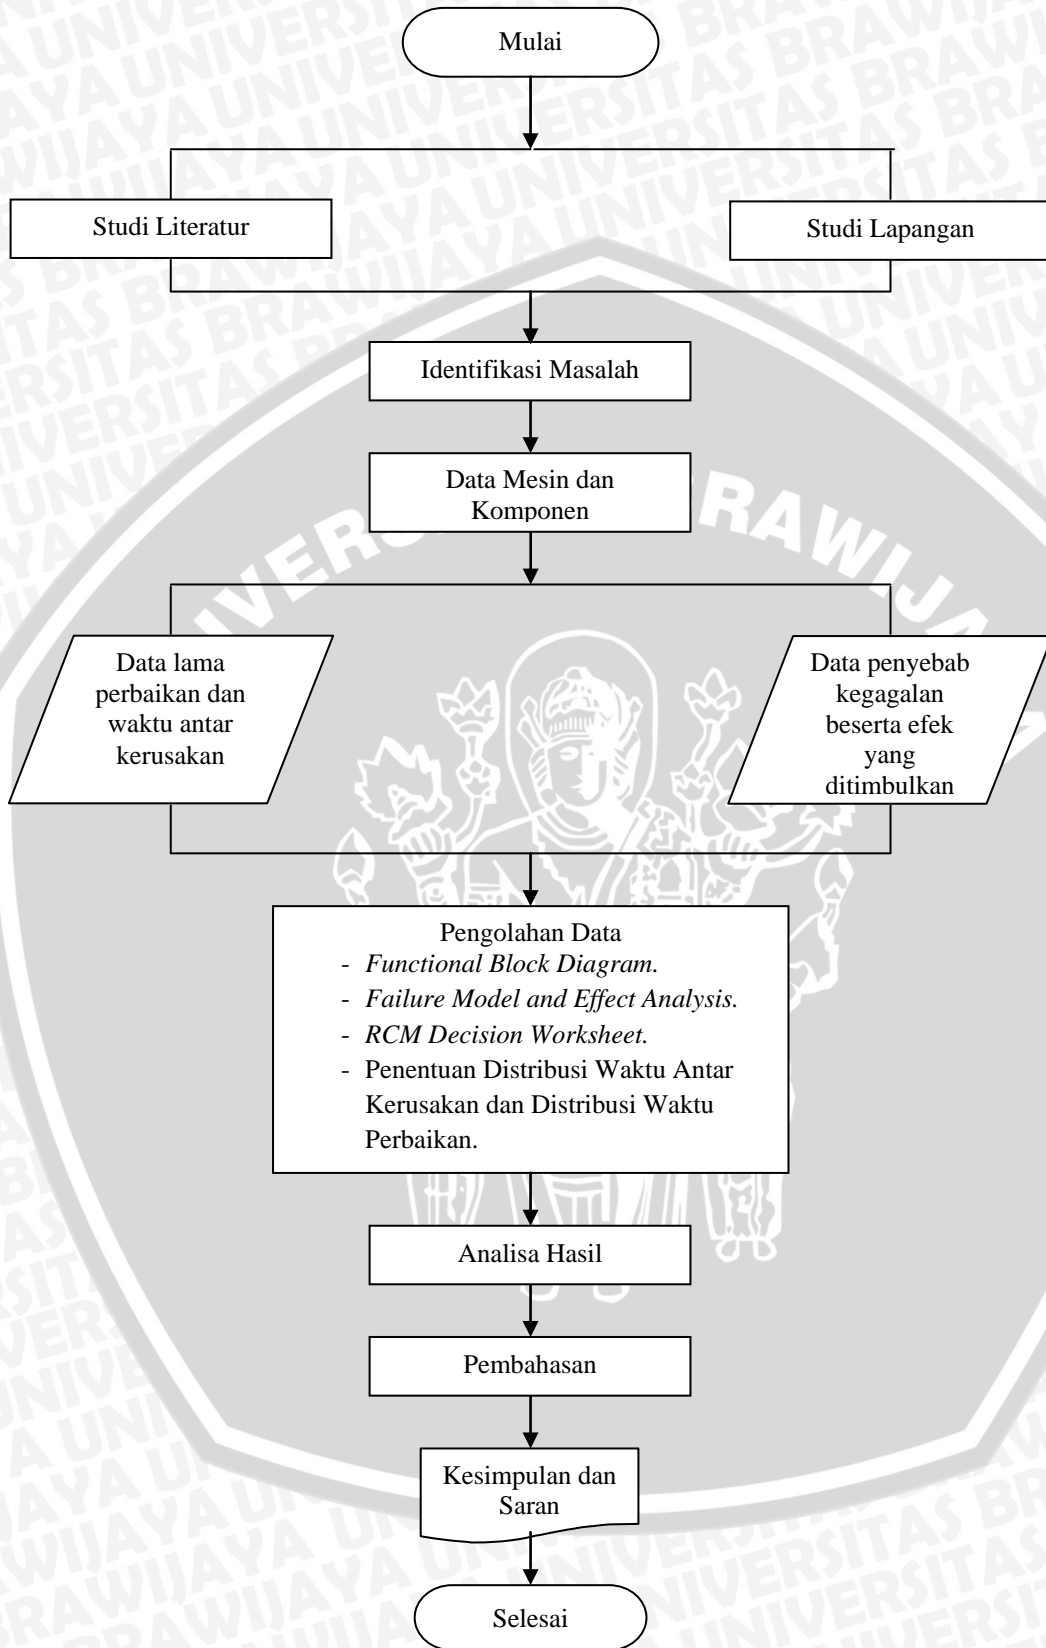 Mulai
Studi Literatur
Studi Lapangan
Identifikasi Masalah
Data Mesin dan
Komponen
Data lama
perbaikan dan
waktu antar
kerusakan
Data penyebab
kegagalan
beserta efek
yang
ditimbulkan
Pengolahan Data
- Functional Block Diagram.
- Failure Model and Effect Analysis.
- RCM Decision Worksheet.
- Penentuan Distribusi Waktu Antar
Kerusakan dan Distribusi Waktu
Perbaikan.
Analisa Hasil
Pembahasan
Kesimpulan dan
Saran
Selesai